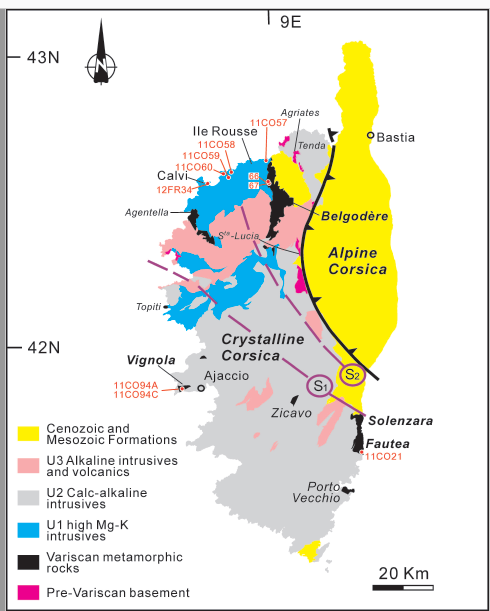 9E
43N
Agriates
11CO57
Ile Rousse
Bastia
11CO58
Tenda
11CO59
11CO60
Calvi
66
67
12FR34
Agentella
Belgodère
Sta-Lucia
Alpine
Corsica
Topiti
42N
Crystalline
Corsica
Vignola
Ajaccio
S2
S1
11CO94A
11CO94C
Zicavo
Solenzara
Cenozoic and
Mesozoic Formations
Fautea
11CO21
U3 Alkaline intrusives
and volcanics
U2 Calc-alkaline
intrusives
Porto
Vecchio
U1 high Mg-K
intrusives
Variscan metamorphic
rocks
20 Km
Pre-Variscan basement